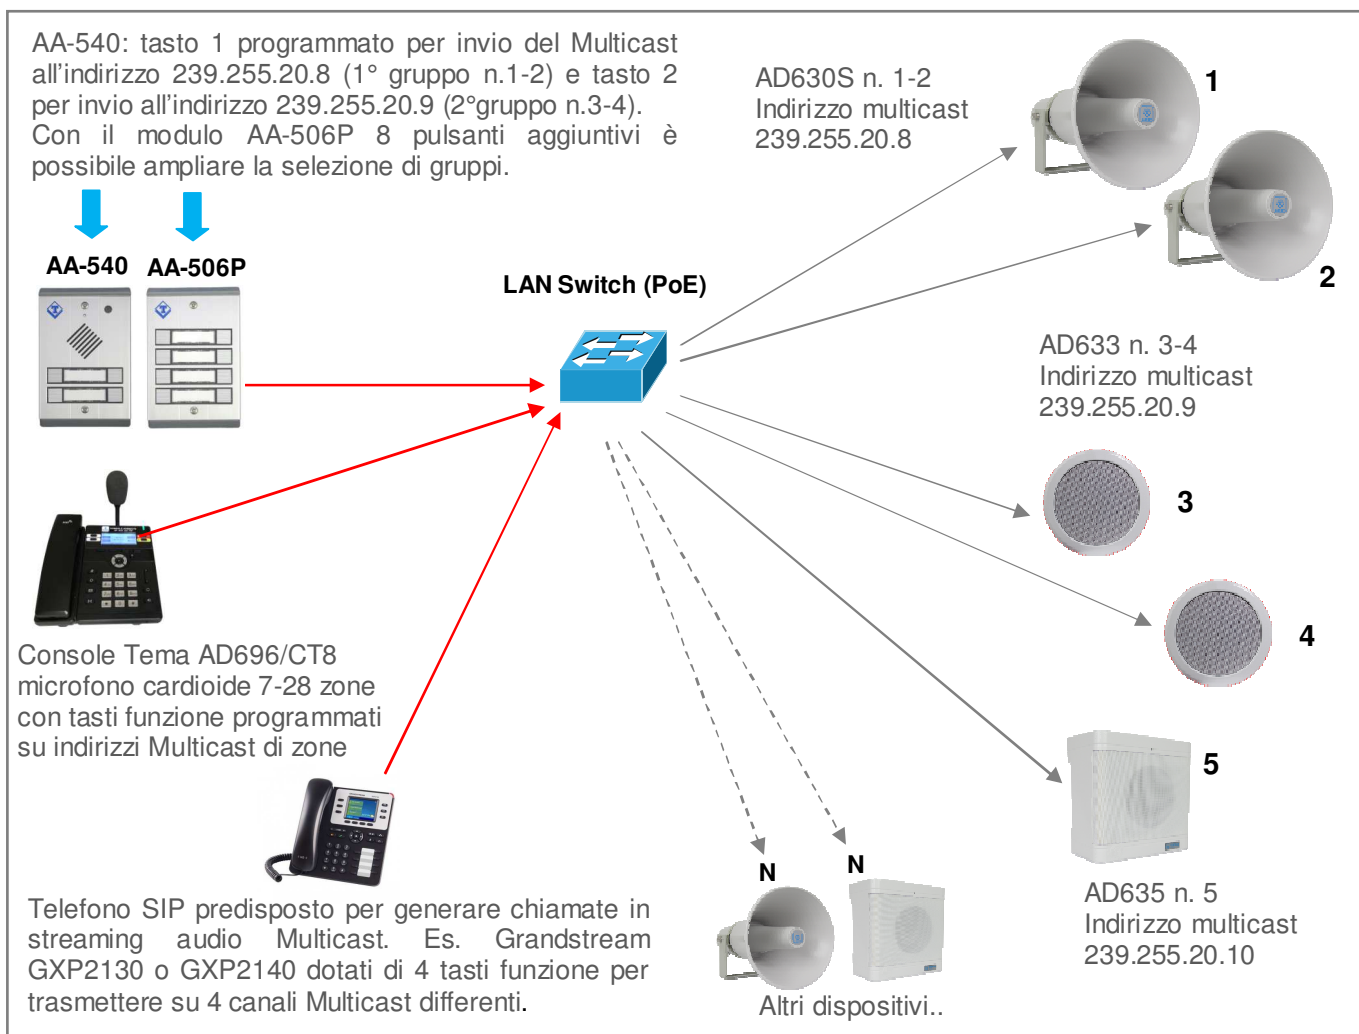 AA-540: tasto 1 programmato per invio del Multicast
all'indirizzo 239.255.20.8 (1° gruppo n.1-2) e tasto 2
per invio all'indirizzo 239.255.20.9 (2°gruppo n.3-4).
Con il modulo AA-506P 8 pulsanti aggiuntivi è
possibile ampliare la selezione di gruppi.
AA-540
AA-506P
LAN Switch (PoE)
AD630S n. 1-2
Indirizzo multicast
239.255.20.8
1
2
AD633 n. 3-4
Indirizzo multicast
239.255.20.9
3
4
Console Tema AD696/CT8
microfono cardioide 7-28 zone
con tasti funzione programmati
su indirizzi Multicast di zone
5
AD635 n. 5
Indirizzo multicast
239.255.20.10
Telefono SIP predisposto per generare chiamate in
streaming audio Multicast. Es. Grandstream
GXP2130 o GXP2140 dotati di 4 tasti funzione per
trasmettere su 4 canali Multicast differenti.
N
N
Altri dispositivi..